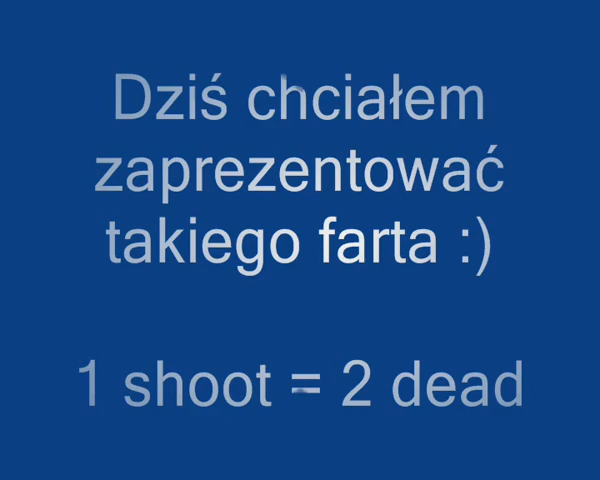 Dziś chciałem
zaprezentować
takiego farta :)
1 shoot = 2 dead